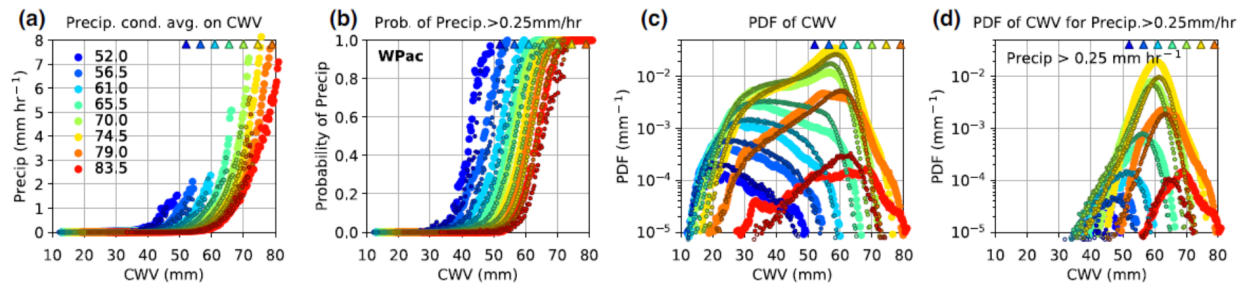 (a) Precip. cond. avg. on CWV
8
7
6
5
4
3
2
1
0
Precip (mm hr⁻¹)
52.0
56.5
61.0
65.5
70.0
74.5
79.0
83.5
10 20 30 40 50 60 70 80
CWV (mm)
(b) Prob. of Precip.>0.25mm/hr
WPac
1.0
0.8
0.6
0.4
0.2
0.0
Probability of Precip
10 20 30 40 50 60 70 80
CWV (mm)
(c) PDF of CWV
10⁻²
10⁻³
10⁻⁴
10⁻⁵
PDF (mm⁻¹)
10 20 30 40 50 60 70 80
CWV (mm)
(d) PDF of CWV for Precip.>0.25mm/hr
Precip > 0.25 mm hr⁻¹
10⁻²
10⁻³
10⁻⁴
10⁻⁵
PDF (mm⁻¹)
10 20 30 40 50 60 70 80
CWV (mm)